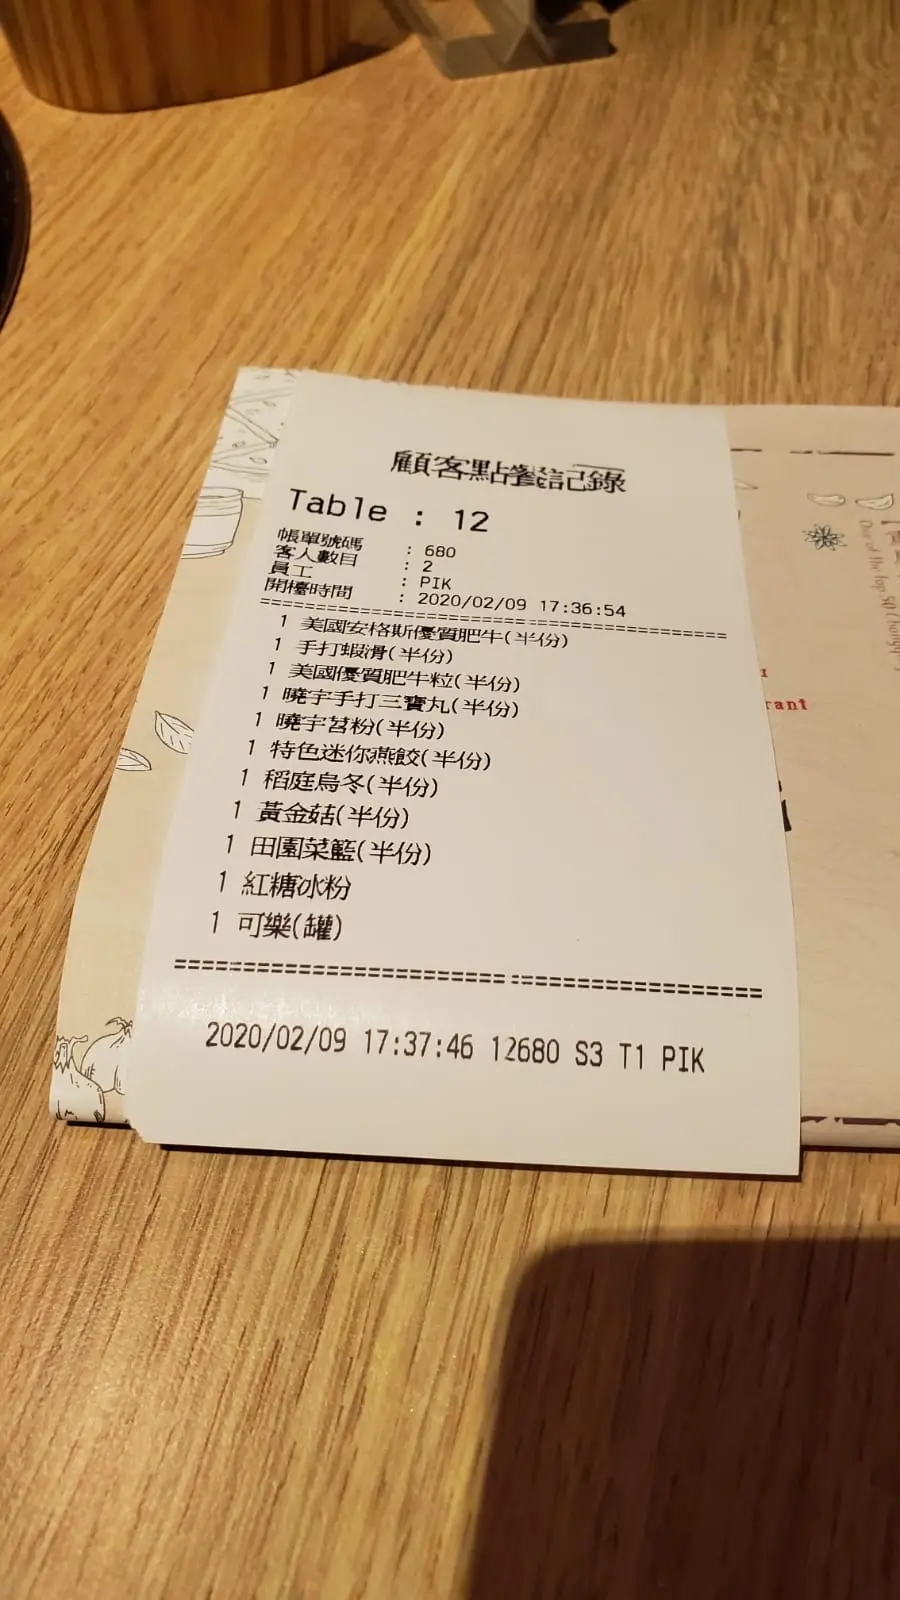 顧客點餐記錄
Table : 12
帳單號碼 : 680
客人數目 : 2
員工 : PIK
開檯時間 : 2020/02/09 17:36:54
1 美國安格斯優質肥牛(半份)
1 手打蝦滑(半份)
1 美國優質肥牛粒(半份)
1 曉宇手打三寶丸(半份)
1 曉宇苕粉(半份)
1 特色迷你燕餃(半份)
1 稻庭烏冬(半份)
1 黃金菇(半份)
1 田園菜籃(半份)
1 紅糖冰粉
1 可樂(罐)
2020/02/09 17:37:46 12680 S3 T1 PIK
One of the top 50
rant